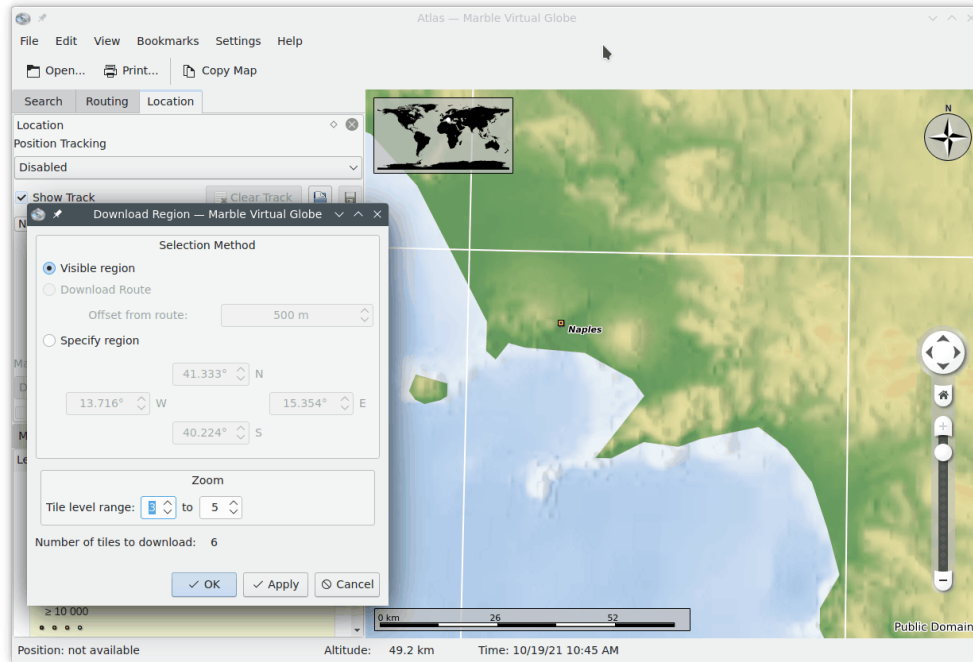 Atlas — Marble Virtual Globe
File Edit View Bookmarks Settings Help
Open... Print... Copy Map
Search Routing Location
Location
Position Tracking
Disabled
Show Track Clear Track
Download Region — Marble Virtual Globe
Selection Method
Visible region
Download Route
Offset from route: 500 m
Specify region
41.333° N
13.716° W 15.354° E
40.224° S
Zoom
Tile level range: 3 to 5
Number of tiles to download: 6
OK Apply Cancel
≥ 10 000
N
Naples
0 km 26 52
Public Domain
Position: not available Altitude: 49.2 km Time: 10/19/21 10:45 AM